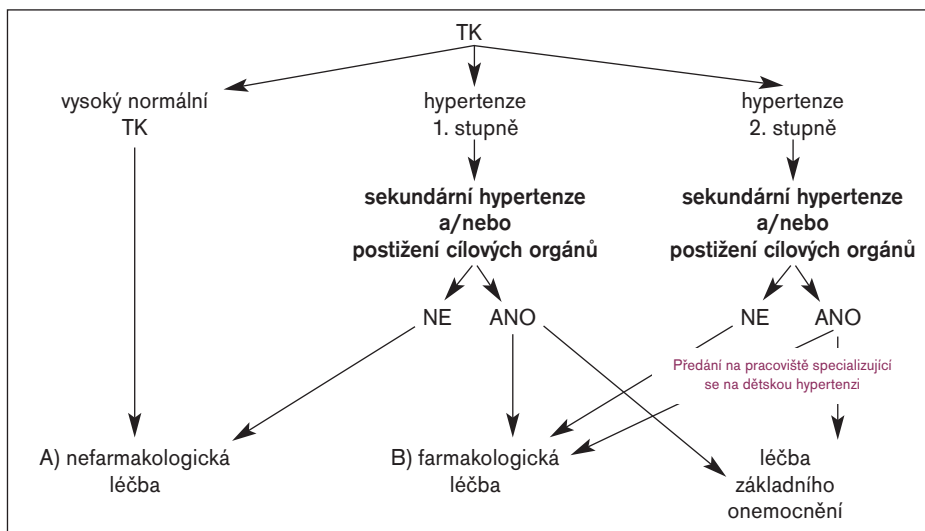 TK
vysoký normální
TK
hypertenze
1. stupně
hypertenze
2. stupně
sekundární hypertenze
a/nebo
postižení cílových orgánů
sekundární hypertenze
a/nebo
postižení cílových orgánů
NE
ANO
NE
ANO
Předání na pracoviště specializující
se na dětskou hypertenzi
A) nefarmakologická
léčba
B) farmakologická
léčba
léčba
základního
onemocnění